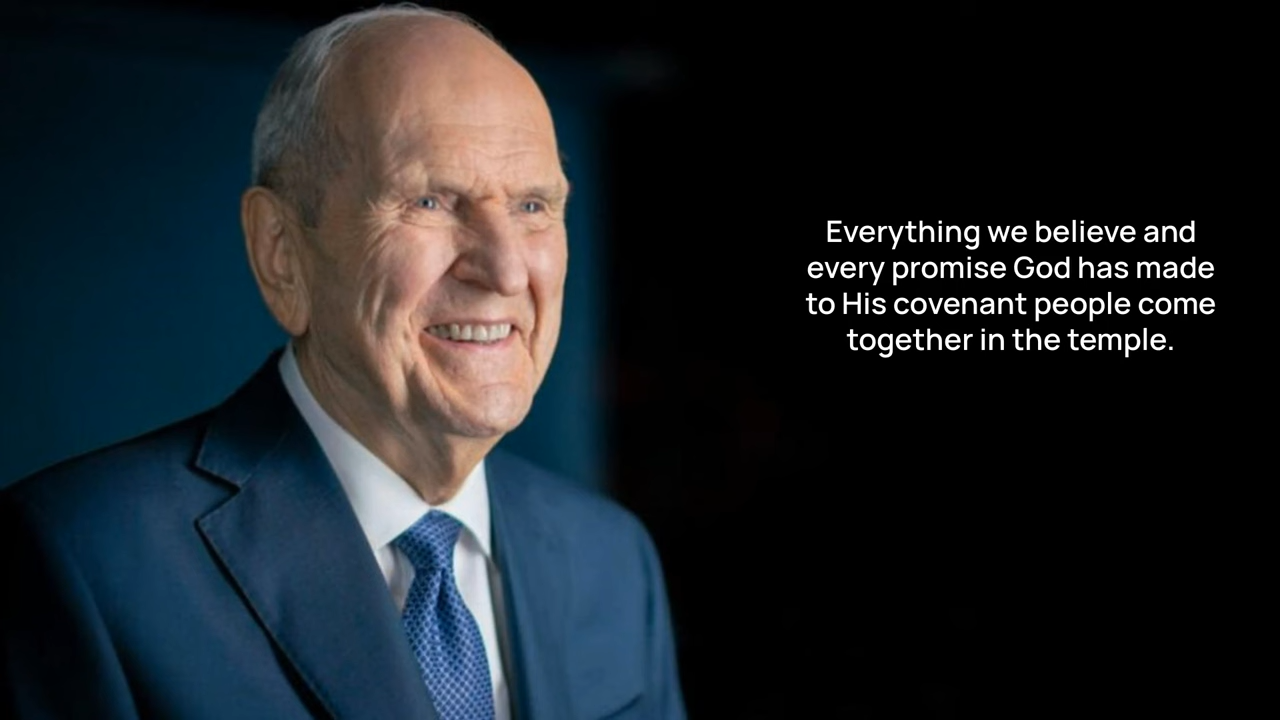 Everything we believe and
every promise God has made
to His covenant people come
together in the temple.